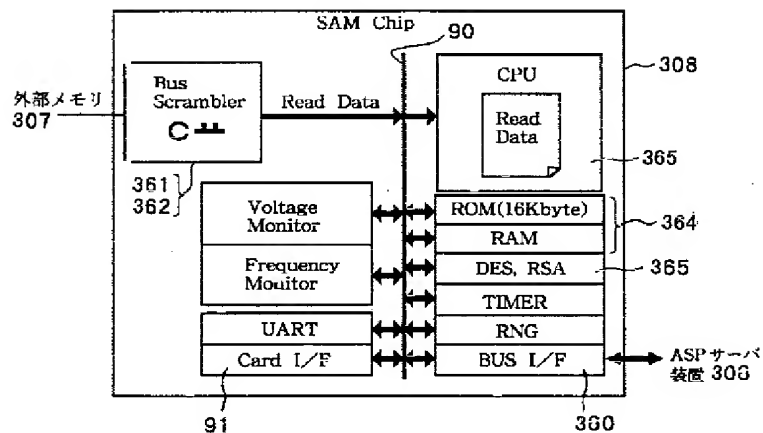 SAM Chip
90
308
外部メモリ
307
Bus
Scrambler
Read Data
CPU
Read
Data
365
361
362
Voltage
Monitor
ROM(16Kbyte)
364
RAM
Frequency
Monitor
DES, RSA
365
TIMER
UART
RNG
Card I/F
BUS I/F
ASPサーバ
装置 306
91
360